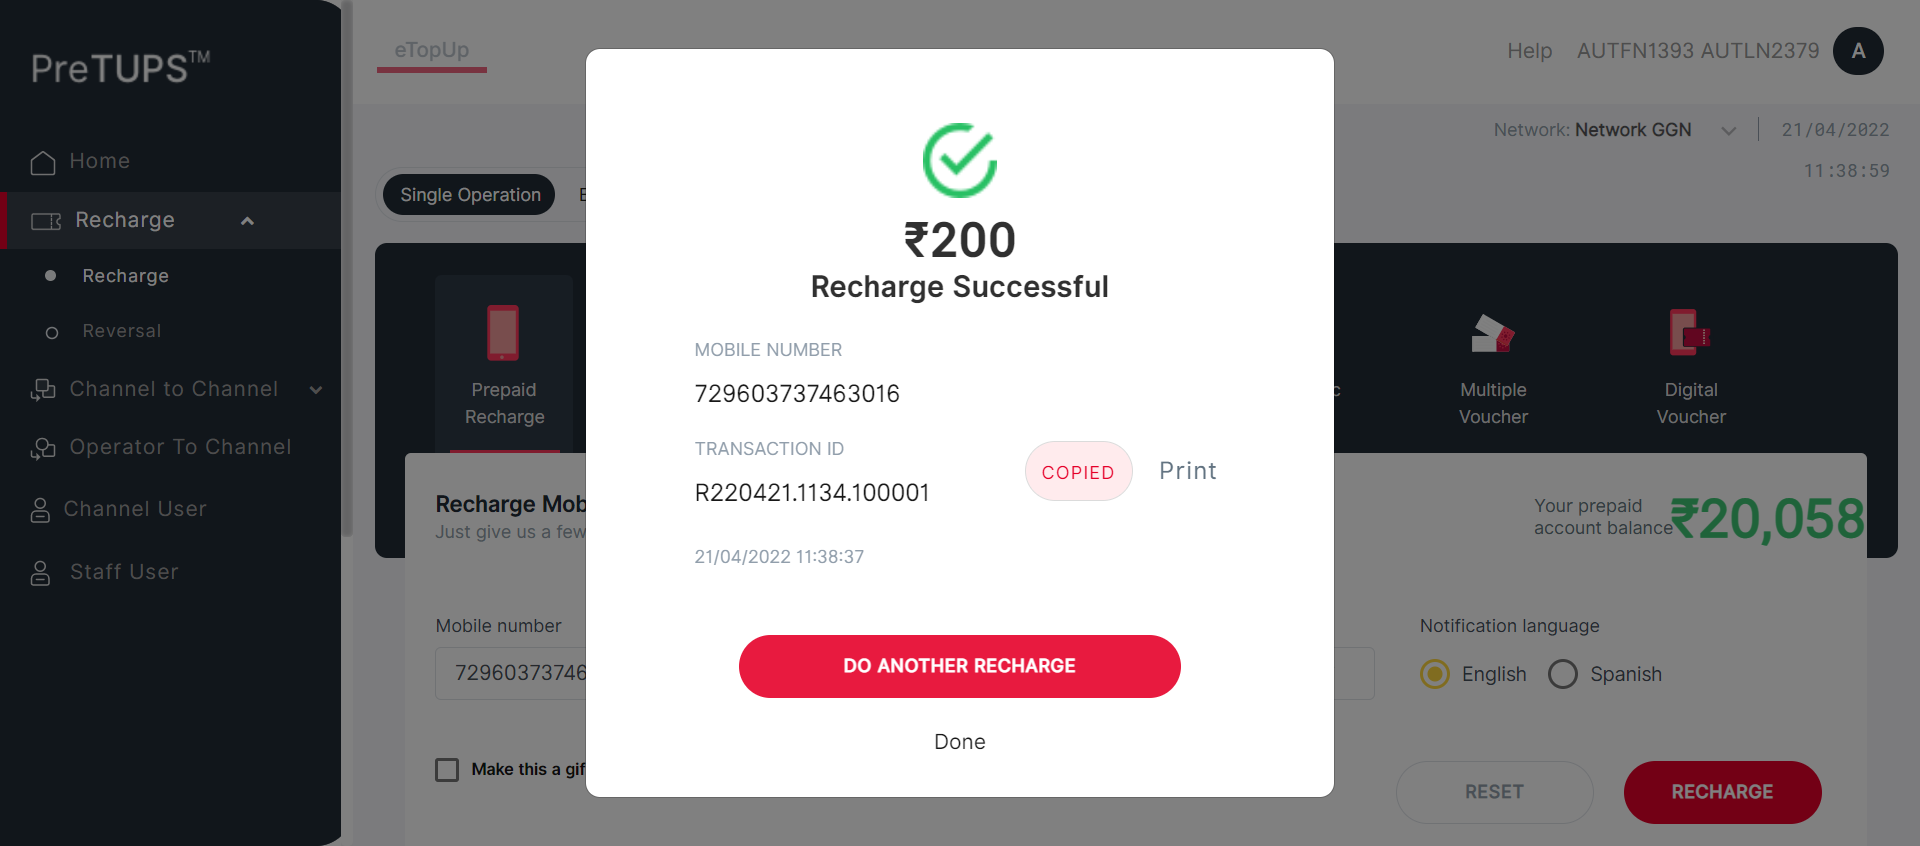 PreTUPS™
Home
Recharge
Recharge
Reversal
Channel to Channel
Operator To Channel
Channel User
Staff User
eTopUp
Help AUTFN1393 AUTLN2379 A
Network: Network GGN 21/04/2022
11:38:59
Single Operation
Prepaid
Recharge
Multiple
Voucher
Digital
Voucher
Recharge Mob
Just give us a few
Your prepaid
account balance ₹20,058
Mobile number
72960373746
Notification language
English Spanish
Make this a gif
RESET RECHARGE
₹200
Recharge Successful
MOBILE NUMBER
729603737463016
TRANSACTION ID
R220421.1134.100001
COPIED Print
21/04/2022 11:38:37
DO ANOTHER RECHARGE
Done